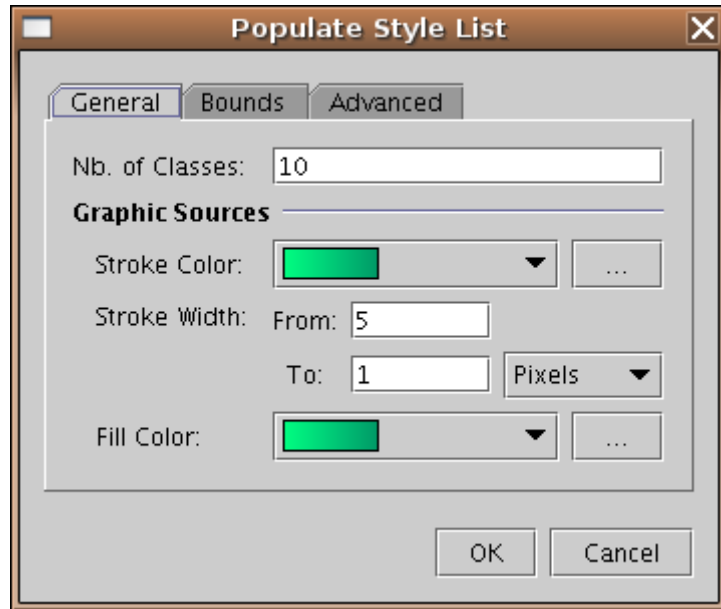 Populate Style List
General Bounds Advanced
Nb. of Classes: 10
Graphic Sources
Stroke Color: ...
Stroke Width: From: 5
To: 1 Pixels
Fill Color: ...
OK Cancel